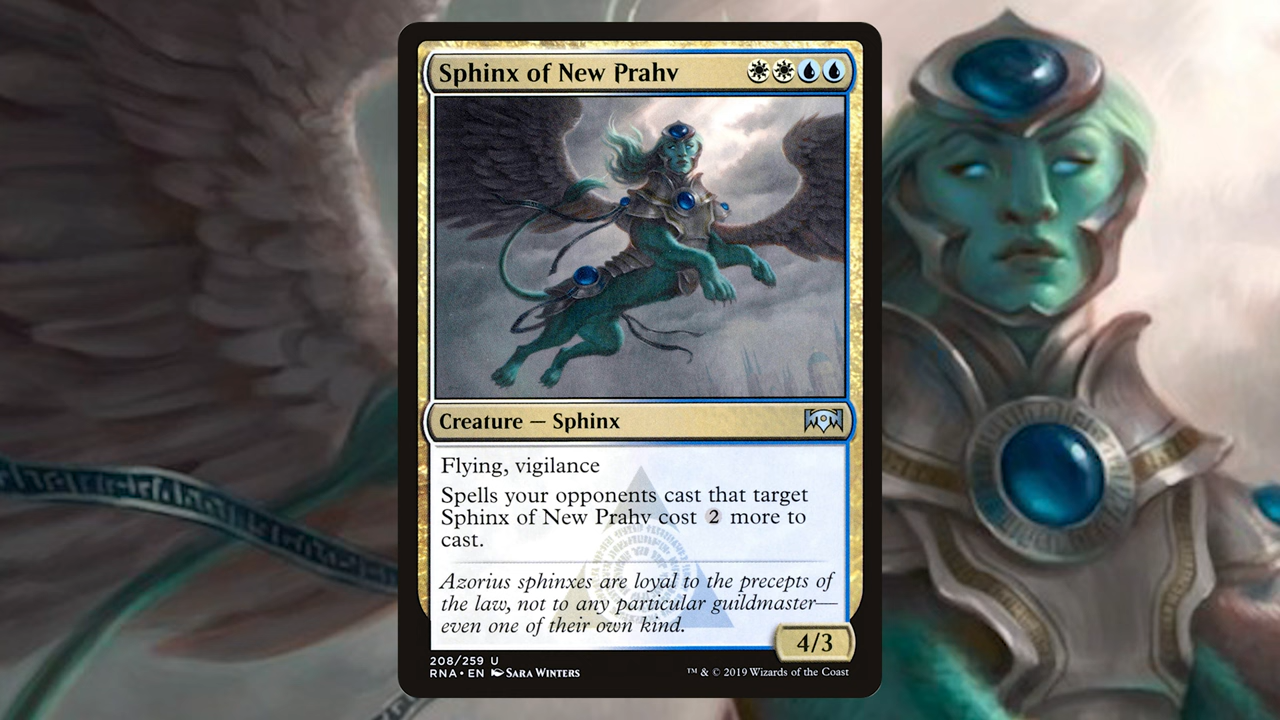 Sphinx of New Prahv
Creature — Sphinx
Flying, vigilance
Spells your opponents cast that target
Sphinx of New Prahv cost 2 more to
cast.
Azorius sphinxes are loyal to the precepts of
the law, not to any particular guildmaster—
even one of their own kind.
4/3
208/259 U
RNA • EN Sara Winters
™ & © 2019 Wizards of the Coast